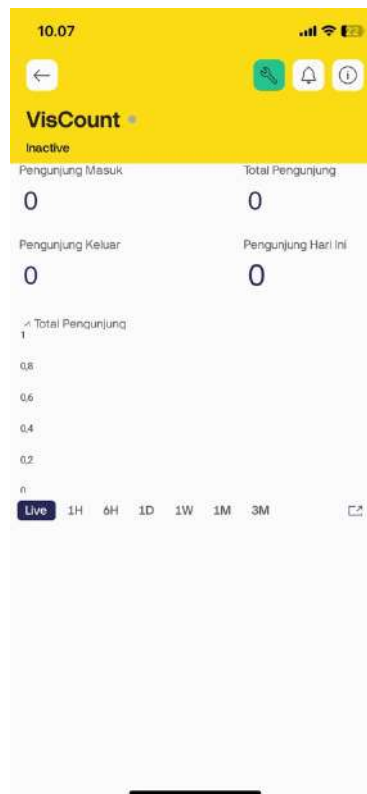 10.07
22
VisCount
Inactive
Pengunjung Masuk
Total Pengunjung
0
0
Pengunjung Keluar
Pengunjung Hari Ini
0
0
Total Pengunjung
1
0,8
0,6
0,4
0,2
0
Live 1H 6H 1D 1W 1M 3M